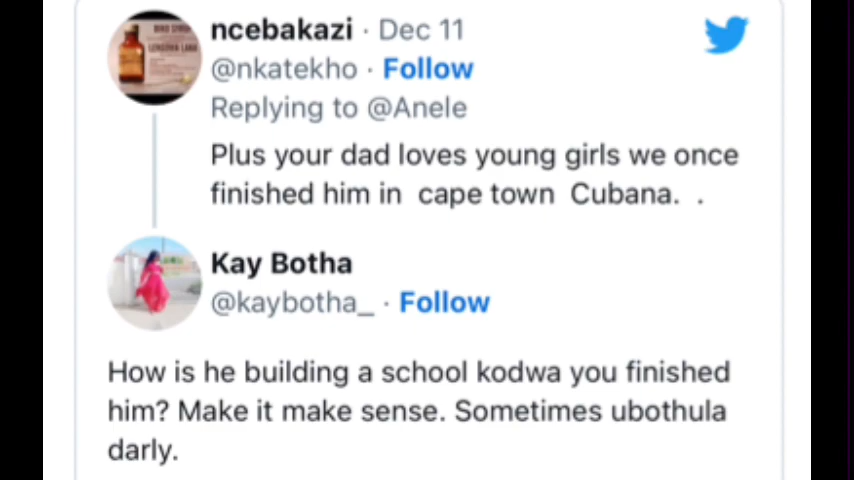 ncebakazi · Dec 11
@nkatekho · Follow
Replying to @Anele
Plus your dad loves young girls we once
finished him in cape town Cubana. .
Kay Botha
@kaybotha_ · Follow
How is he building a school kodwa you finished
him? Make it make sense. Sometimes ubothula
darly.